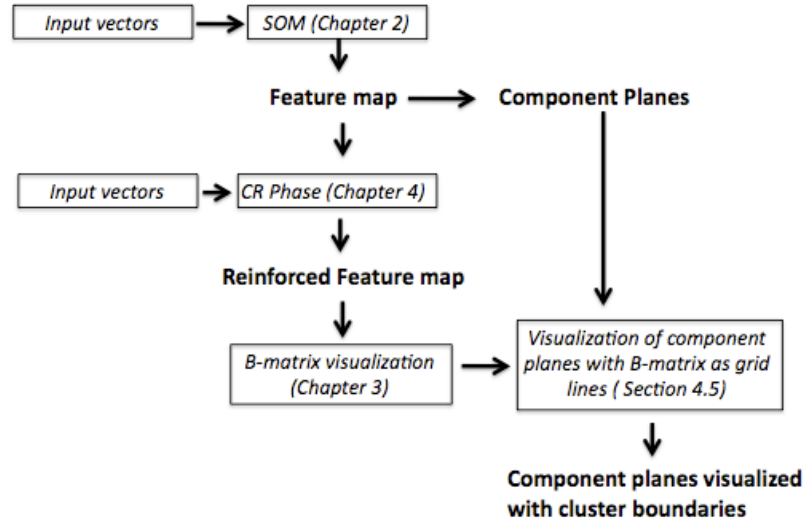 Input vectors
SOM (Chapter 2)
Feature map
Component Planes
Input vectors
CR Phase (Chapter 4)
Reinforced Feature map
B-matrix visualization
(Chapter 3)
Visualization of component
planes with B-matrix as grid
lines ( Section 4.5)
Component planes visualized
with cluster boundaries